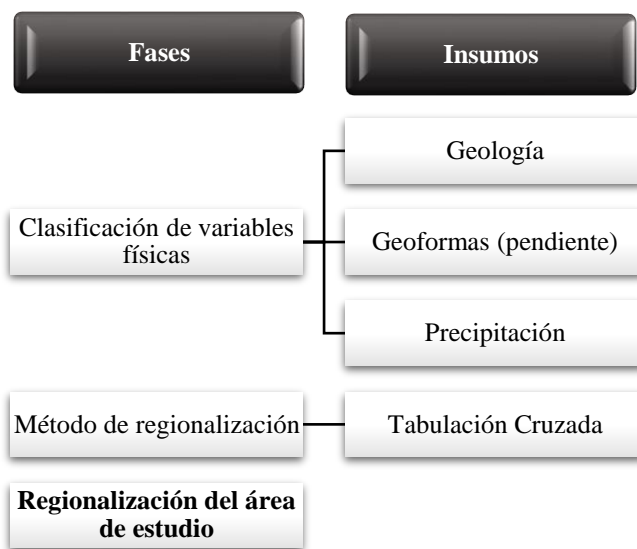 Fases
Insumos
Geología
Clasificación de variables
físicas
Geoformas (pendiente)
Precipitación
Método de regionalización
Tabulación Cruzada
Regionalización del área
de estudio